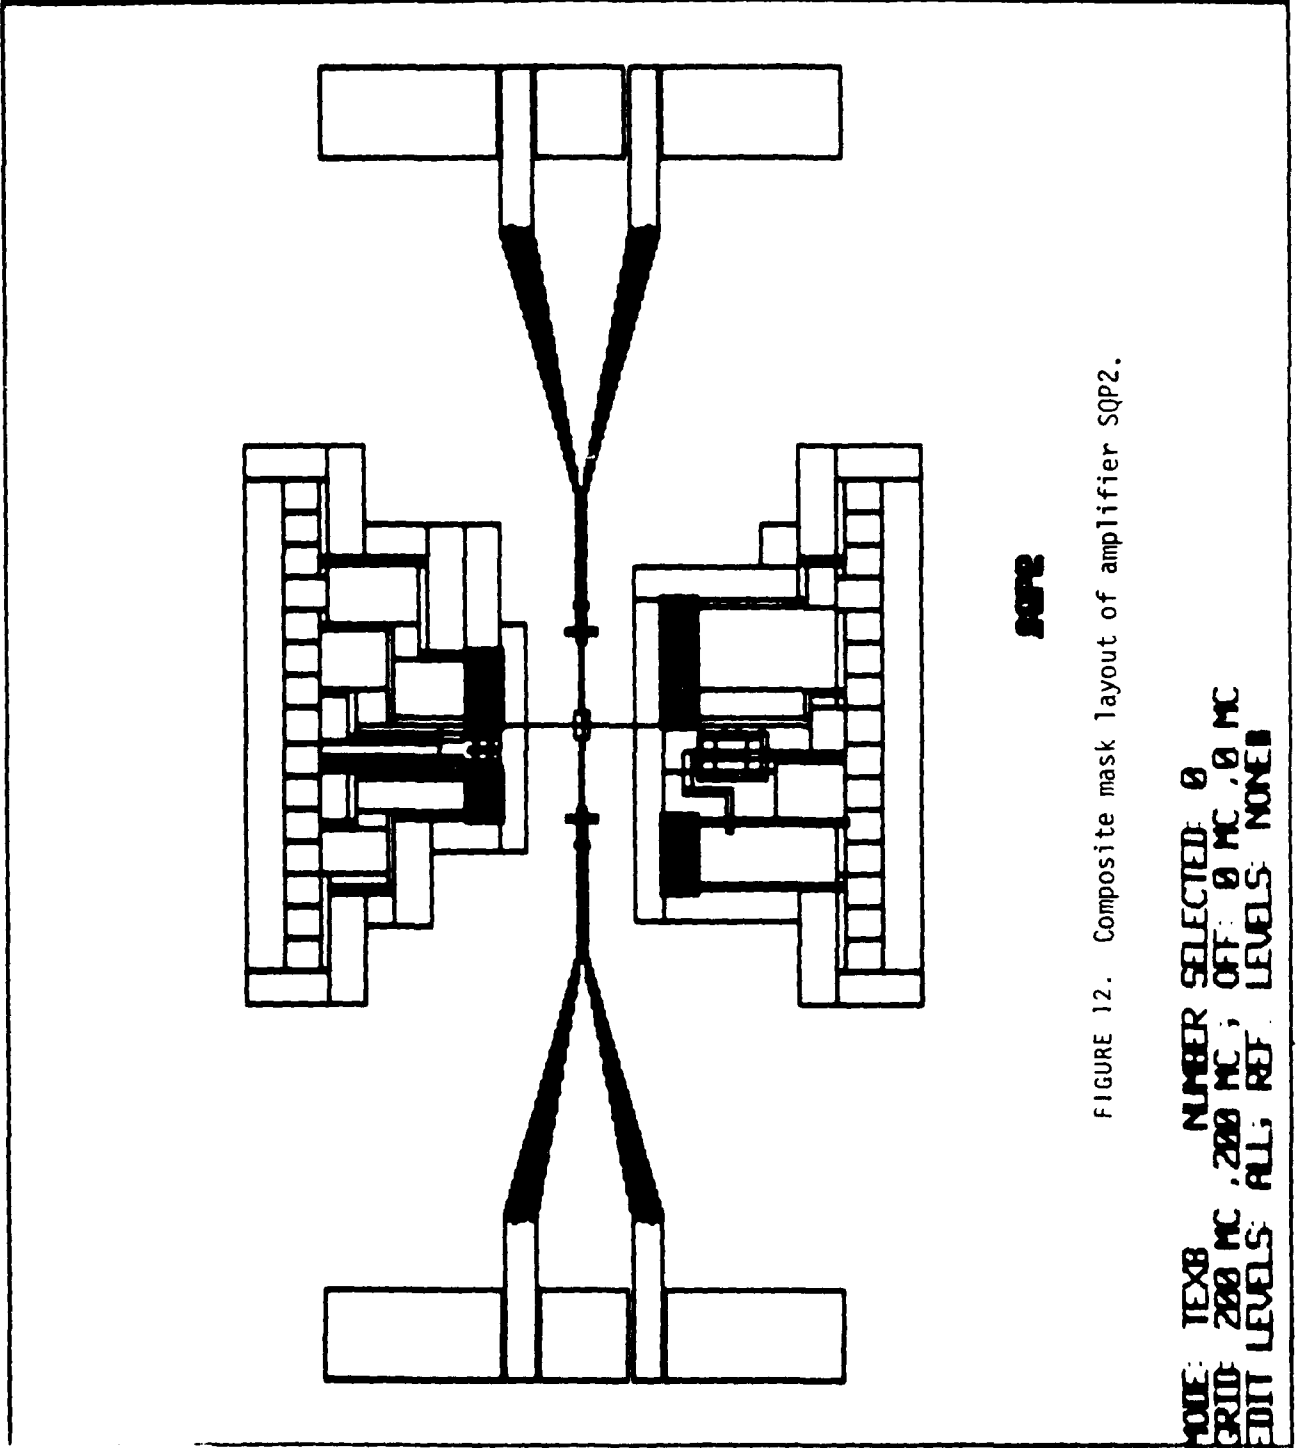 SQP2
FIGURE 12. Composite mask layout of amplifier SQP2.
MODE: TEXB NUMBER SELECTED: 0
GRID: 200 MC ,200 MC ; OFF: 0 MC ,0 MC
EDIT LEVELS: ALL; REF. LEVELS: NONE